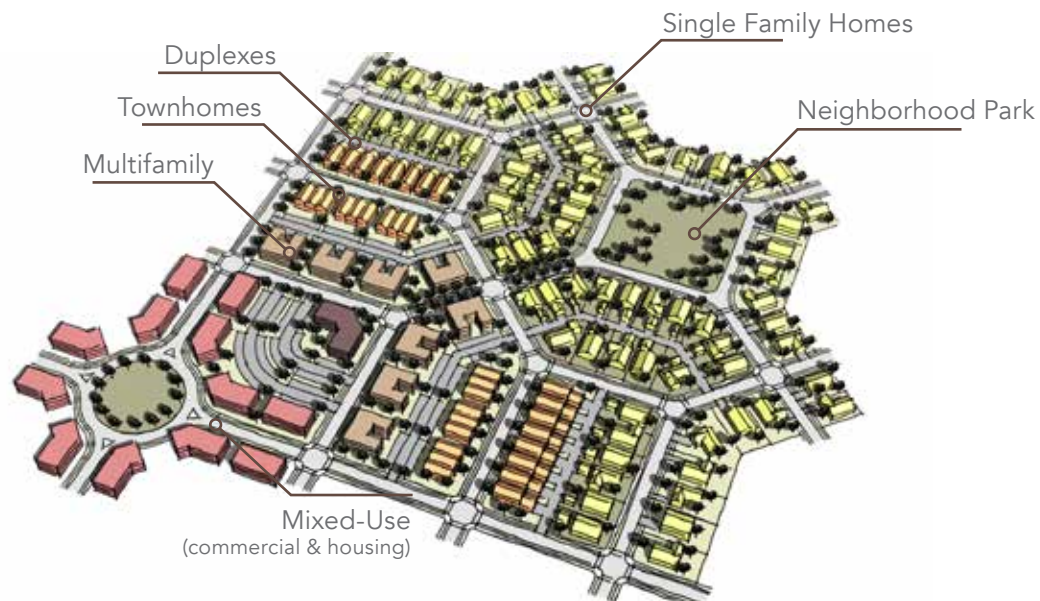 Single Family Homes
Duplexes
Neighborhood Park
Townhomes
Multifamily
Mixed-Use
(commercial & housing)